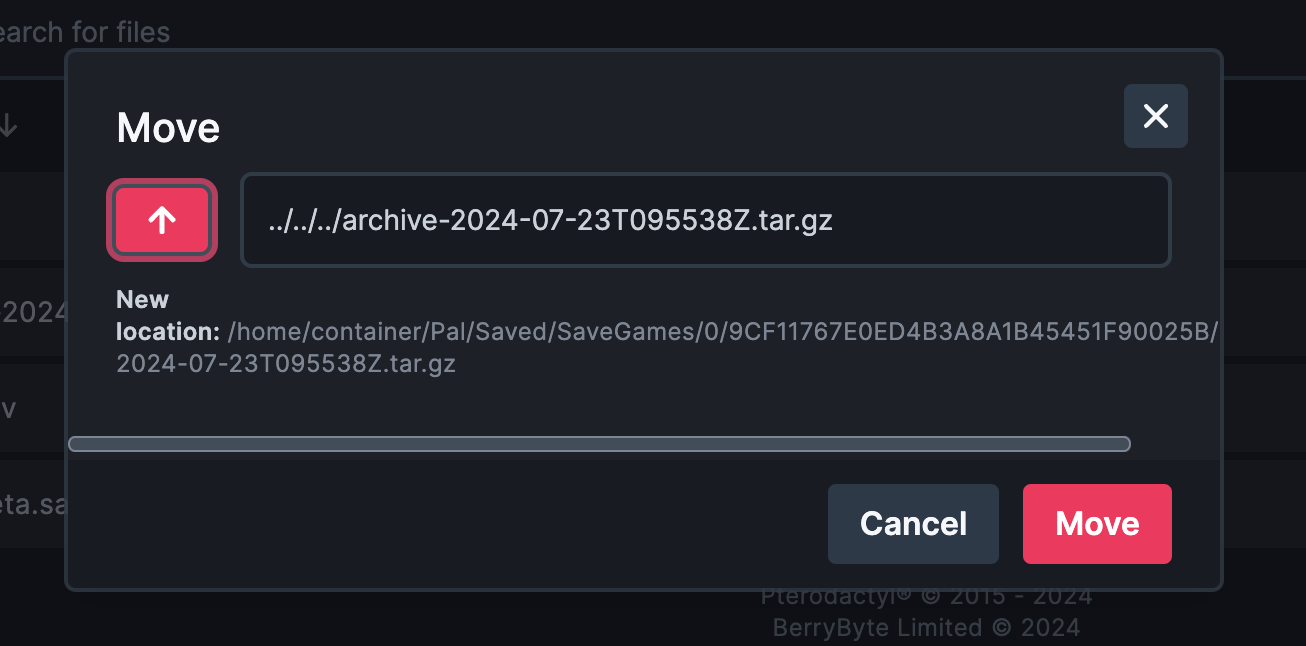 earch for files
Move
../../../archive-2024-07-23T095538Z.tar.gz
New
location: /home/container/Pal/Saved/SaveGames/0/9CF11767E0ED4B3A8A1B45451F90025B/
2024-07-23T095538Z.tar.gz
-2024
v
eta.sa
Cancel
Move
Pterodactyl® © 2015 - 2024
BerryByte Limited © 2024